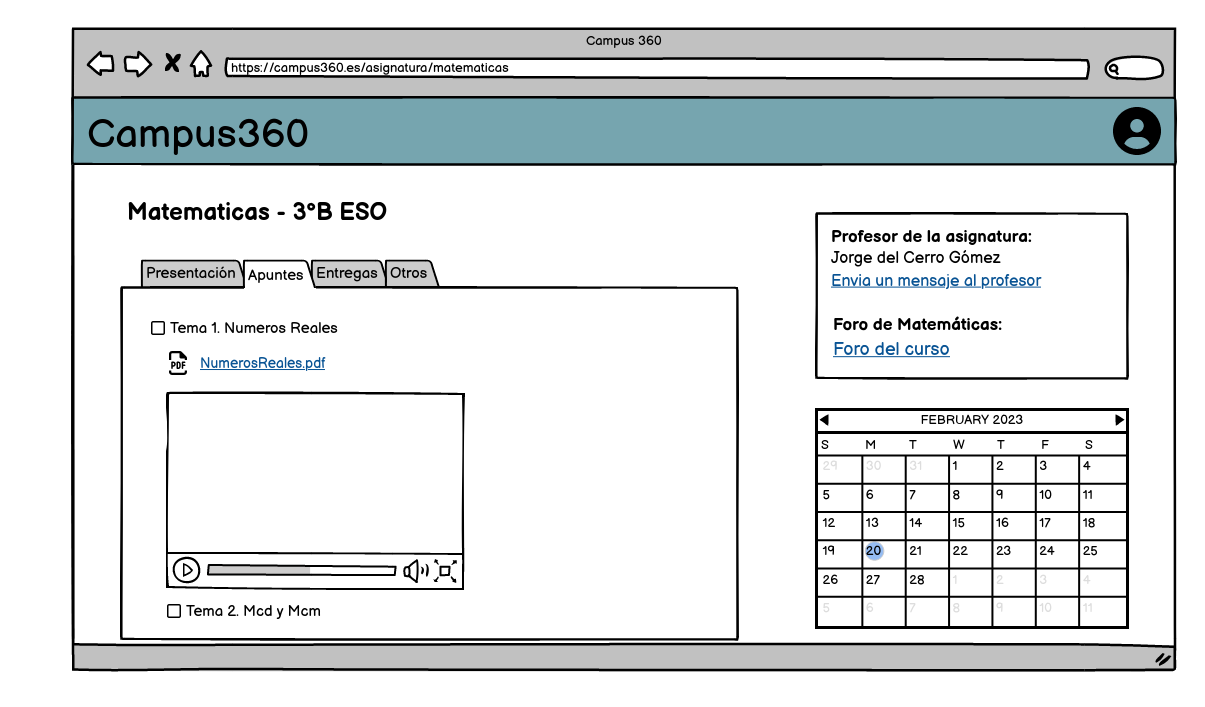 Campus 360
https://campus360.es/asignatura/matematicas
Campus360
Matematicas - 3ºB ESO
Presentación Apuntes Entregas Otros
Tema 1. Numeros Reales
PDF NumerosReales.pdf
Tema 2. Mcd y Mcm
Profesor de la asignatura:
Jorge del Cerro Gómez
Envia un mensaje al profesor
Foro de Matemáticas:
Foro del curso
FEBRUARY 2023
S M T W T F S
29 30 31 1 2 3 4
5 6 7 8 9 10 11
12 13 14 15 16 17 18
19 20 21 22 23 24 25
26 27 28 1 2 3 4
5 6 7 8 9 10 11